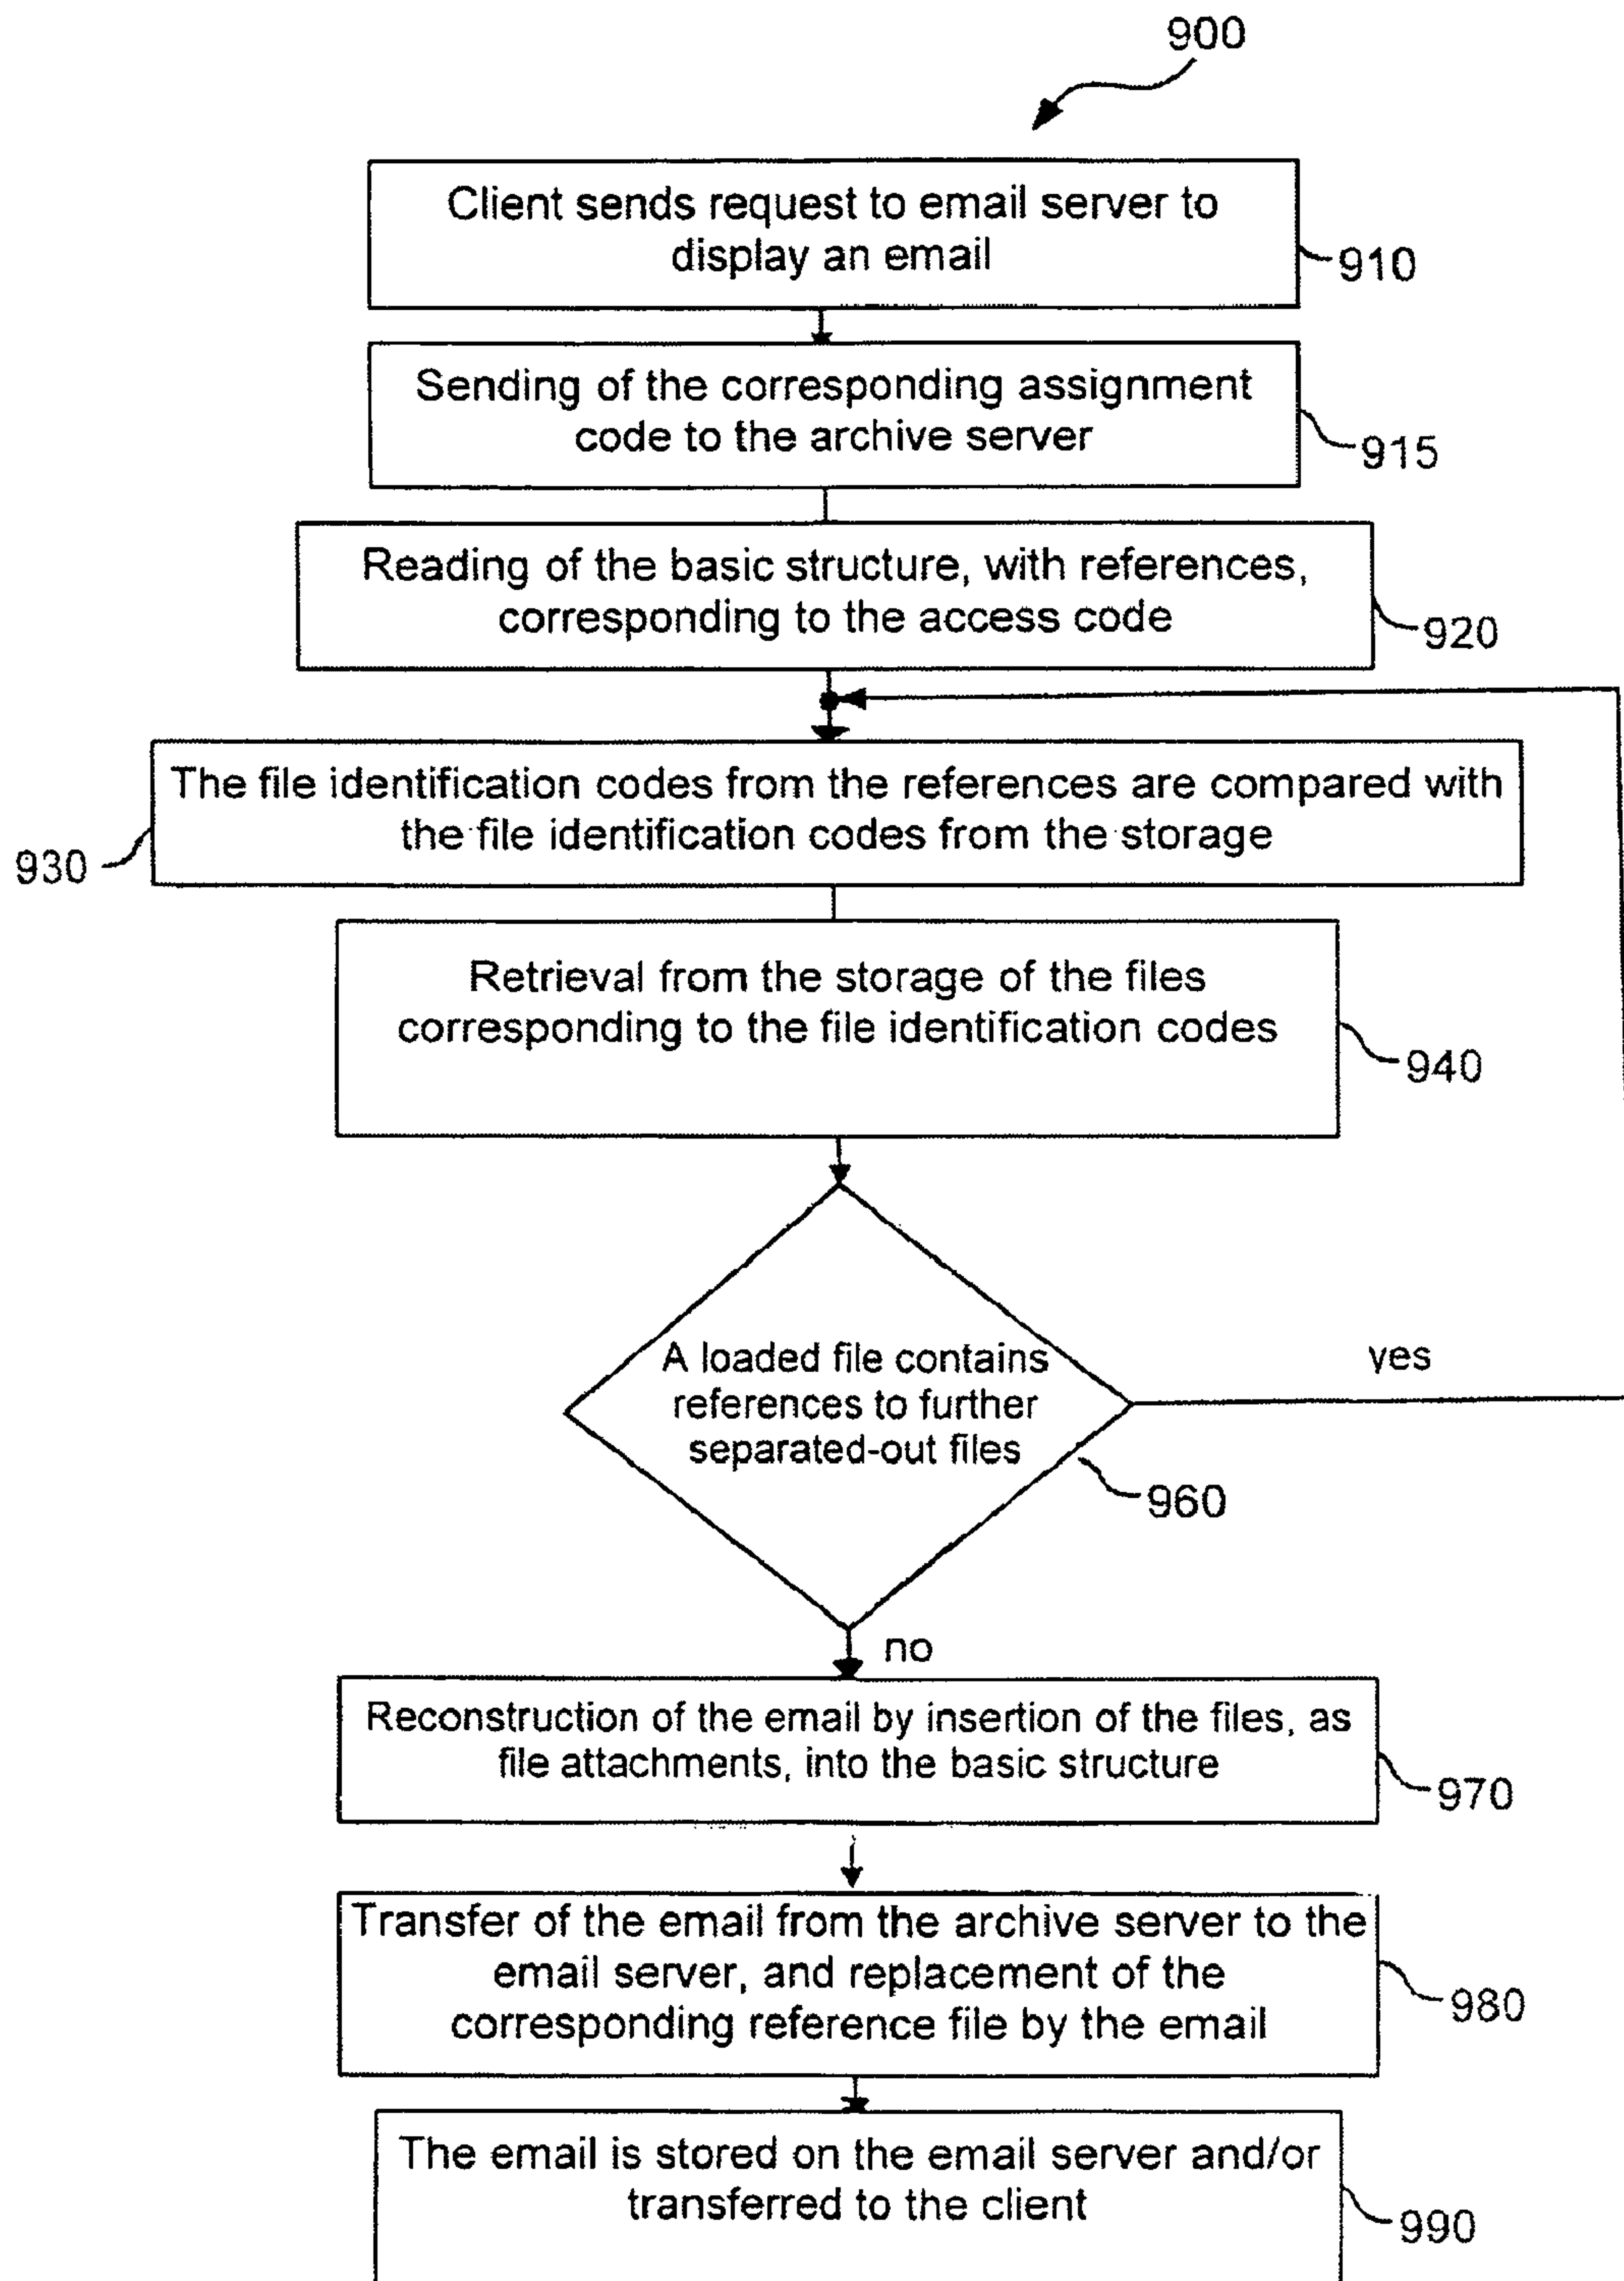 900
Client sends request to email server to
display an email
910
Sending of the corresponding assignment
code to the archive server
915
Reading of the basic structure, with references,
corresponding to the access code
920
The file identification codes from the references are compared with
the file identification codes from the storage
930
Retrieval from the storage of the files
corresponding to the file identification codes
940
A loaded file contains
references to further
separated-out files
yes
960
no
Reconstruction of the email by insertion of the files, as
file attachments, into the basic structure
970
Transfer of the email from the archive server to the
email server, and replacement of the
corresponding reference file by the email
980
The email is stored on the email server and/or
transferred to the client
990